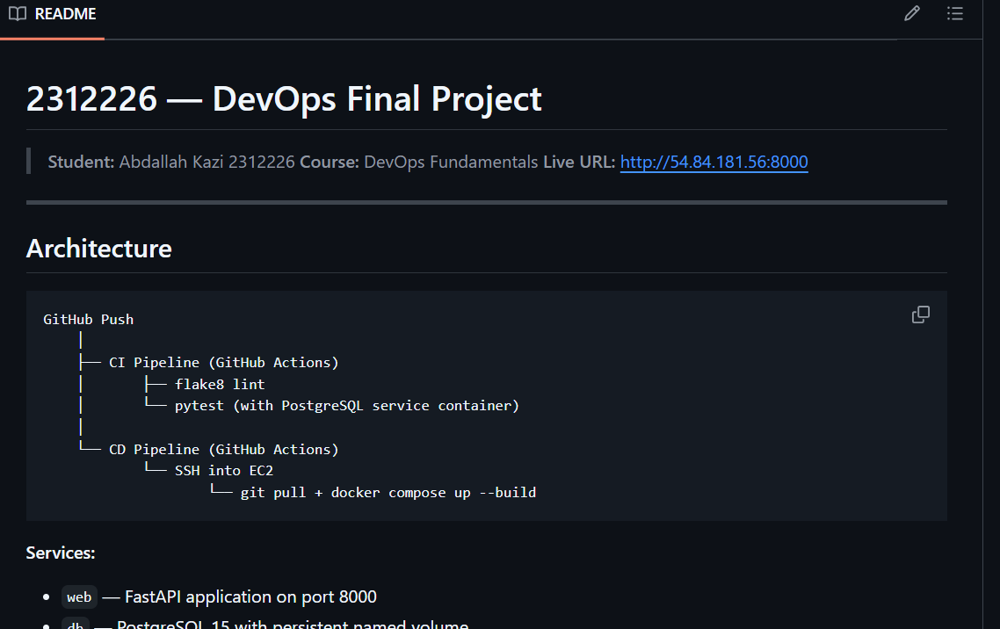 README
2312226 — DevOps Final Project
Student: Abdallah Kazi 2312226 Course: DevOps Fundamentals Live URL: http://54.84.181.56:8000
Architecture
GitHub Push
│
├── CI Pipeline (GitHub Actions)
│       ├── flake8 lint
│       └── pytest (with PostgreSQL service container)
│
└── CD Pipeline (GitHub Actions)
        └── SSH into EC2
                └── git pull + docker compose up --build
Services:
• web — FastAPI application on port 8000
• db — PostgreSQL 15 with persistent named volume